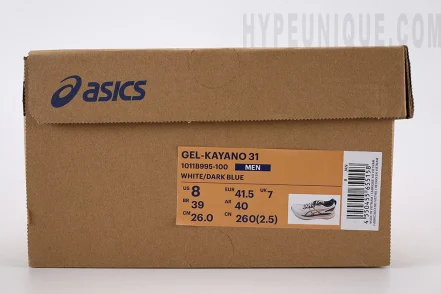 HYPEUNIQUE.COM
asics
GEL-KAYANO 31
1011B995-100 MEN
WHITE/DARK BLUE
US 8 EUR 41.5 UK 7
BR 39 AR 40
CM 26.0 CN 260(2.5)